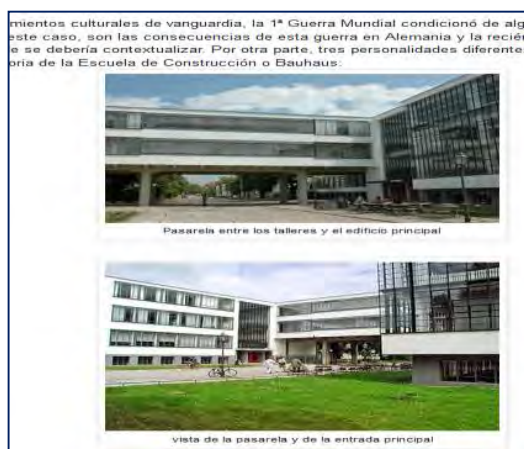 mientos culturales de vanguardia, la 1ª Guerra Mundial condicionó de alg
este caso, son las consecuencias de esta guerra en Alemania y la recién
e se debería contextualizar. Por otra parte, tres personalidades diferente
oria de la Escuela de Construcción o Bauhaus:
Pasarela entre los talleres y el edificio principal
vista de la pasarela y de la entrada principal